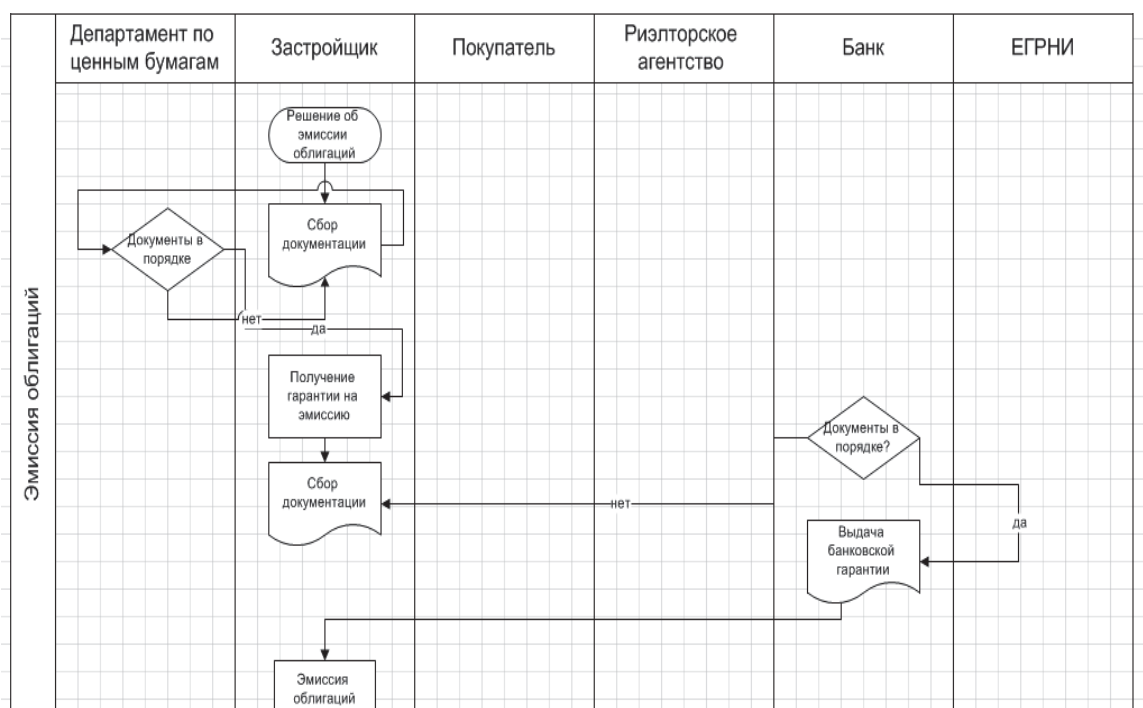 Департамент по
ценным бумагам
Застройщик
Покупатель
Риэлторское
агентство
Банк
ЕГРНИ
Эмиссия облигаций
Решение об
эмиссии
облигаций
Сбор
документации
Документы в
порядке
нет
да
Получение
гарантии на
эмиссию
Документы в
порядке?
Сбор
документации
нет
да
Выдача
банковской
гарантии
Эмиссия
облигаций